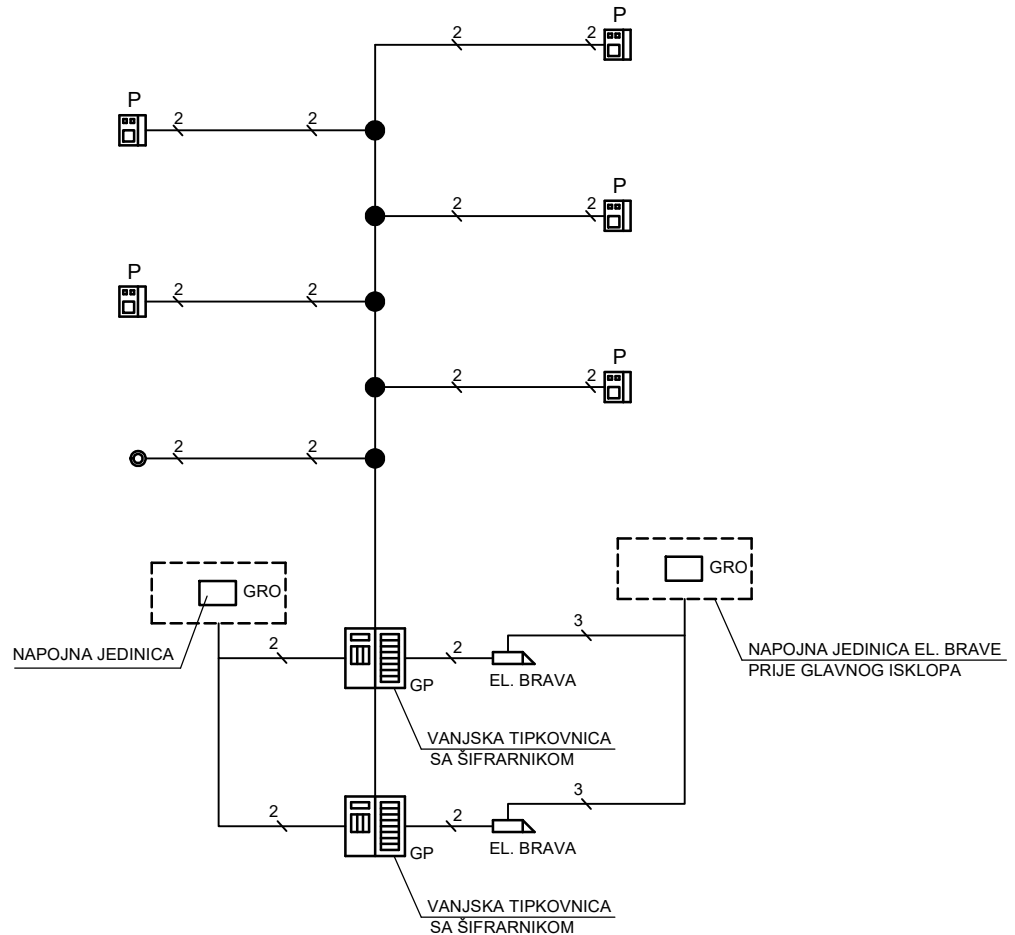 P
2 2
P
2 2
P
2 2
P
2 2
P
2 2
2 2
GRO
GRO
NAPOJNA JEDINICA
3
NAPOJNA JEDINICA EL. BRAVE
PRIJE GLAVNOG ISKLOPA
2
2
GP
EL. BRAVA
VANJSKA TIPKOVNICA
SA ŠIFRARNIKOM
3
2
2
GP
EL. BRAVA
VANJSKA TIPKOVNICA
SA ŠIFRARNIKOM